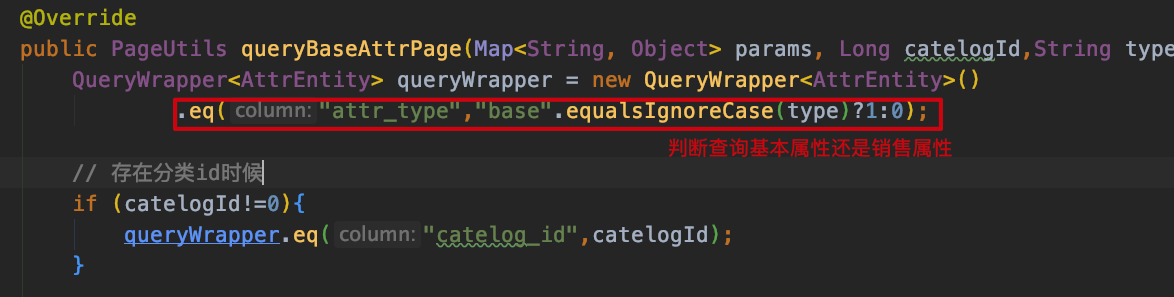 @Override
public PageUtils queryBaseAttrPage(Map<String, Object> params, Long catelogId,String type
QueryWrapper<AttrEntity> queryWrapper = new QueryWrapper<AttrEntity>()
.eq( column: "attr_type","base".equalsIgnoreCase(type)?1:0);
判断查询基本属性还是销售属性
// 存在分类id时候
if (catelogId!=0){
queryWrapper.eq( column: "catelog_id",catelogId);
}